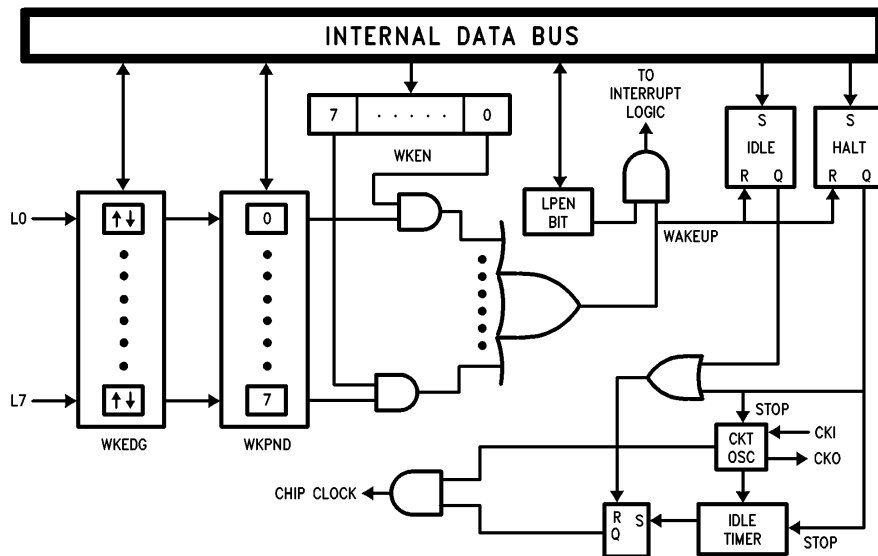 INTERNAL DATA BUS
TO
INTERRUPT
LOGIC
7 . . . . . 0
WKEN
S
IDLE
R Q
S
HALT
R Q
LPEN
BIT
WAKEUP
L0
↑↓
0
L7
↑↓
7
WKEDG
WKPND
STOP
CKT
OSC
CKI
CKO
CHIP CLOCK
R S
Q
IDLE
TIMER
STOP